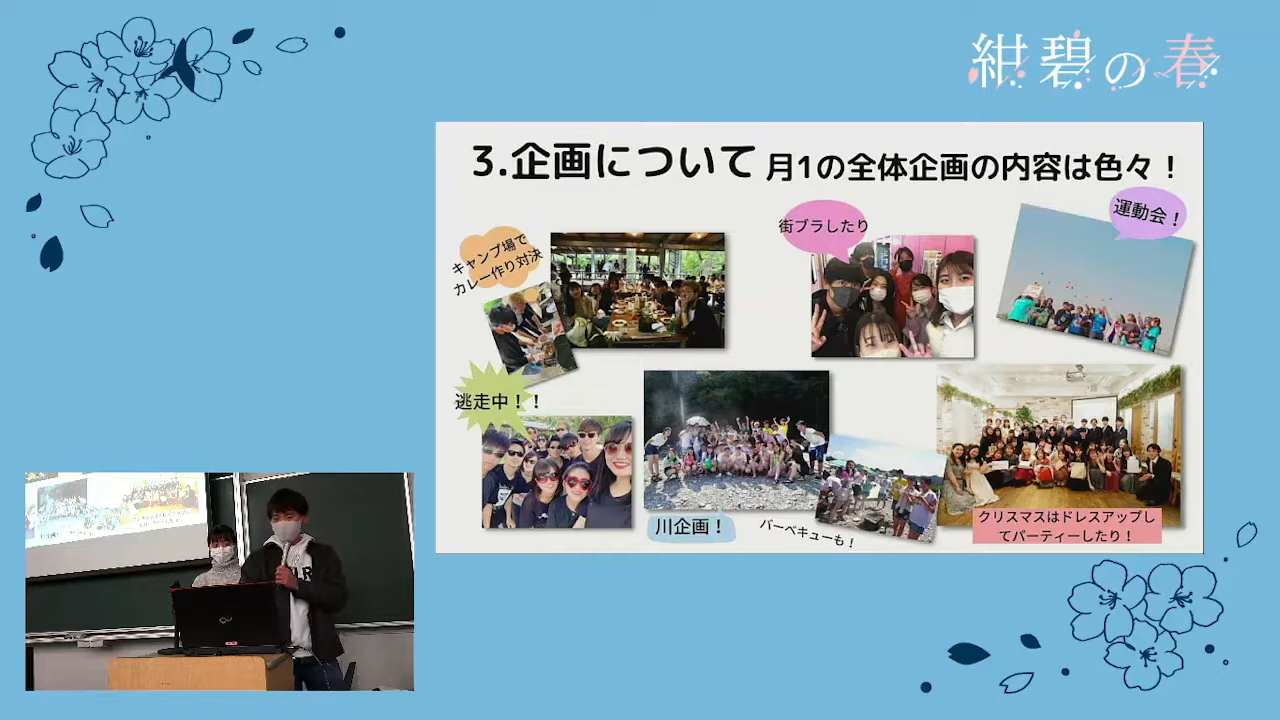 紺碧の春
3.企画について 月1の全体企画の内容は色々！
キャンプ場で
カレー作り対決
街ブラしたり
運動会！
逃走中！！
川企画！
バーベキューも！
クリスマスはドレスアップし
てパーティーしたり！